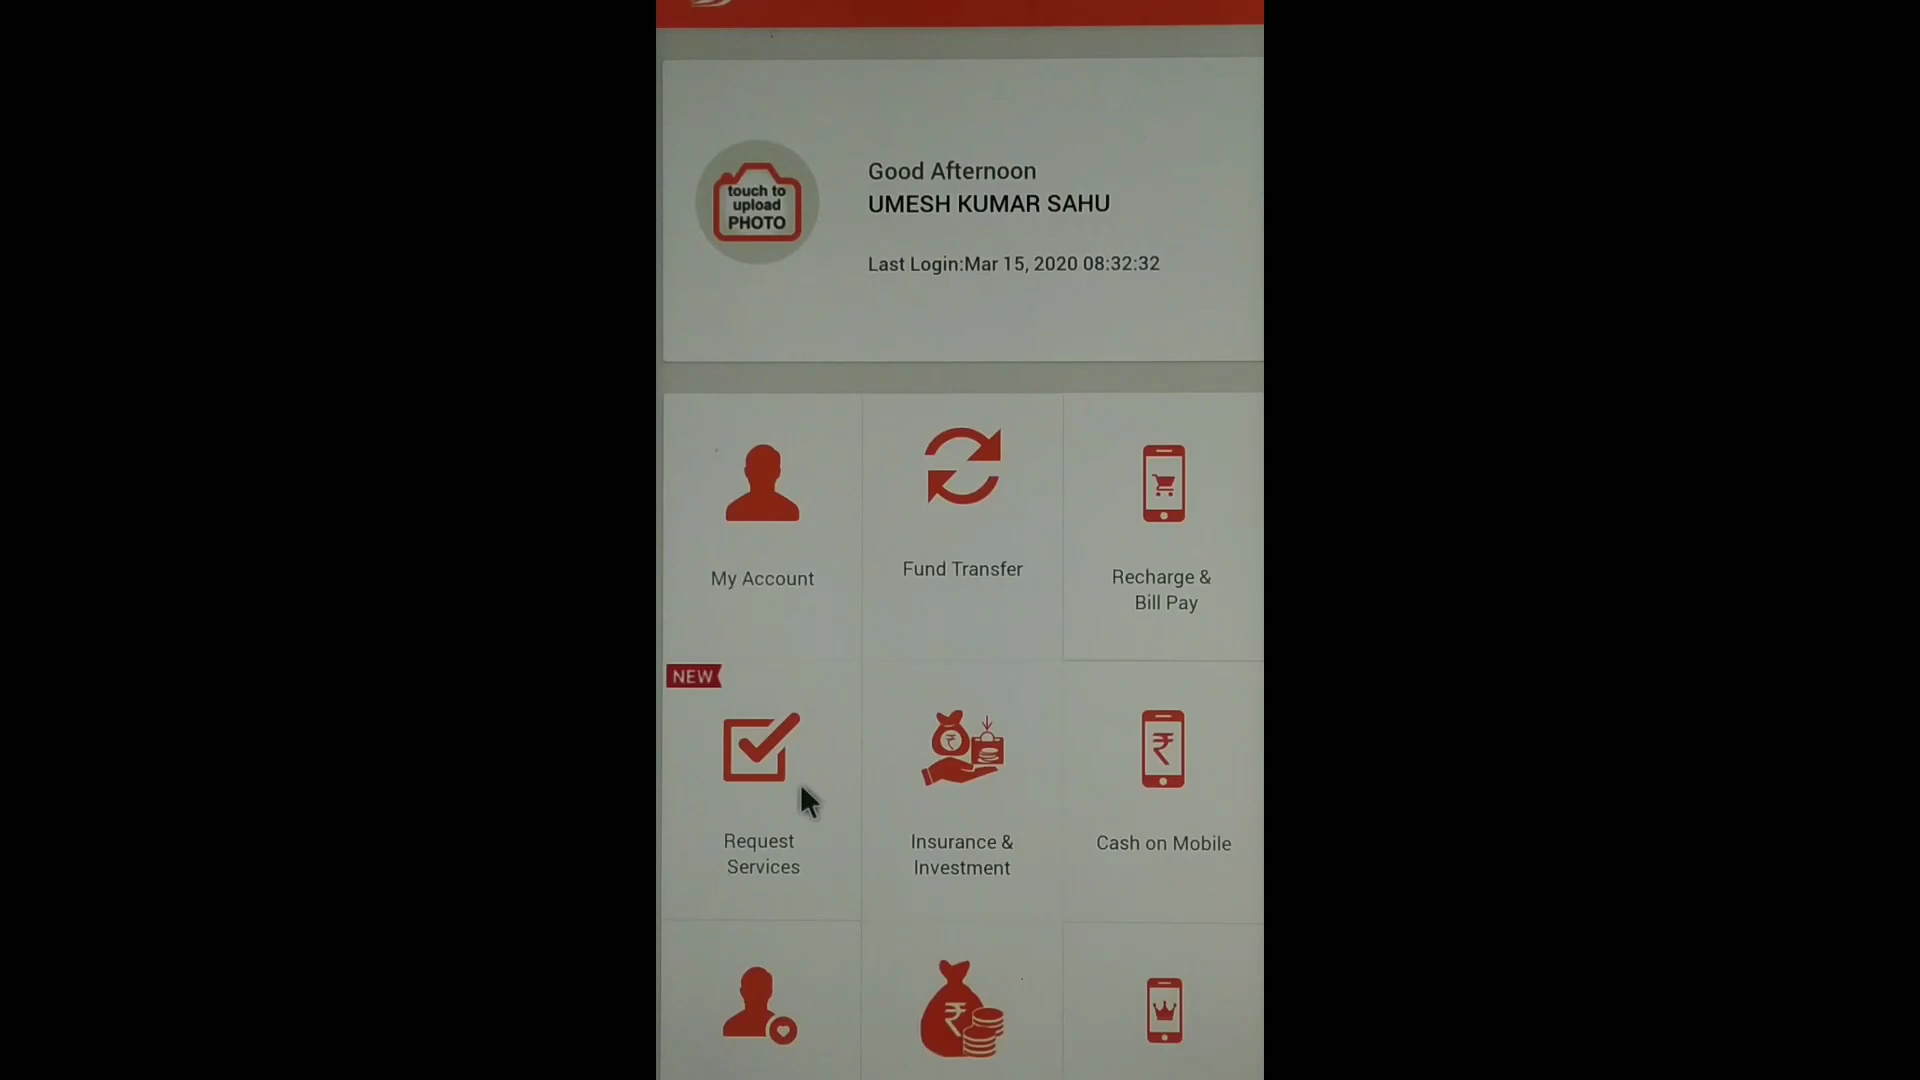 touch to
upload
PHOTO
Good Afternoon
UMESH KUMAR SAHU
Last Login:Mar 15, 2020 08:32:32
My Account
Fund Transfer
Recharge &
Bill Pay
NEW
Request
Services
Insurance &
Investment
Cash on Mobile